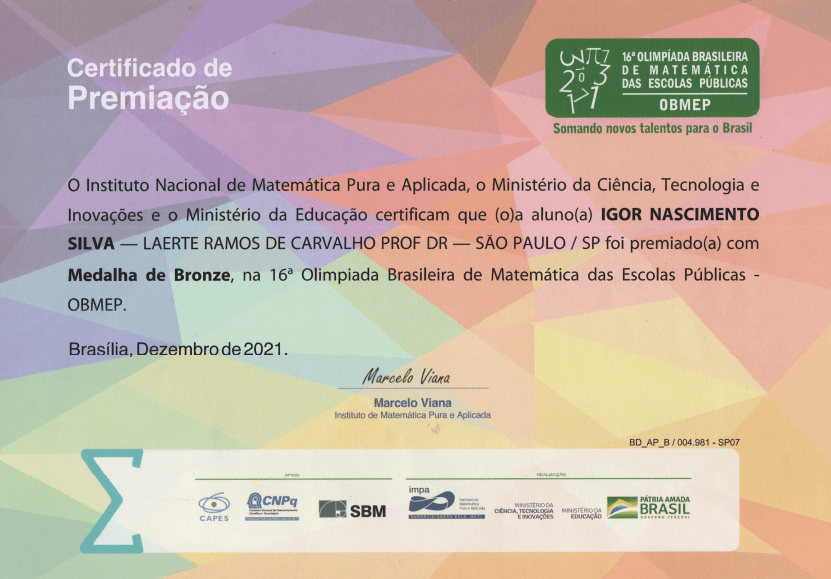 Certificado de
Premiação
16ª OLIMPÍADA BRASILEIRA
DE MATEMÁTICA
DAS ESCOLAS PÚBLICAS
OBMEP
Somando novos talentos para o Brasil
O Instituto Nacional de Matemática Pura e Aplicada, o Ministério da Ciência, Tecnologia e
Inovações e o Ministério da Educação certificam que (o)a aluno(a) IGOR NASCIMENTO
SILVA — LAERTE RAMOS DE CARVALHO PROF DR — SÃO PAULO / SP foi premiado(a) com
Medalha de Bronze, na 16ª Olimpiada Brasileira de Matemática das Escolas Públicas -
OBMEP.
Brasília, Dezembro de 2021.
Marcelo Viana
Marcelo Viana
Instituto de Matemática Pura e Aplicada
BD_AP_B / 004.981 - SP07
APOIO
REALIZAÇÃO
CAPES
CNPq
SBM
impa
Instituto de
Matemática
Pura e Aplicada
MINISTÉRIO DA
CIÊNCIA, TECNOLOGIA
E INOVAÇÕES
MINISTÉRIO DA
EDUCAÇÃO
PÁTRIA AMADA
BRASIL
GOVERNO FEDERAL